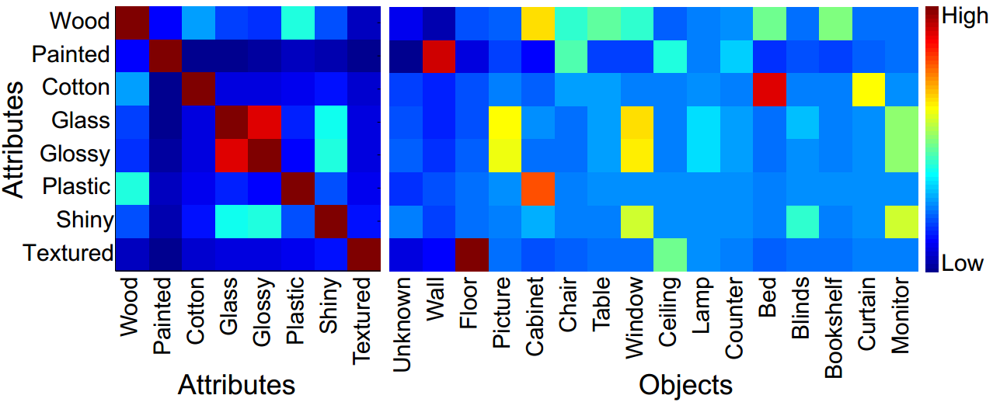 Attributes
Wood
Painted
Cotton
Glass
Glossy
Plastic
Shiny
Textured
Wood
Painted
Cotton
Glass
Glossy
Plastic
Shiny
Textured
Attributes
Unknown
Wall
Floor
Picture
Cabinet
Chair
Table
Window
Ceiling
Lamp
Counter
Bed
Blinds
Bookshelf
Curtain
Monitor
Objects
High
Low